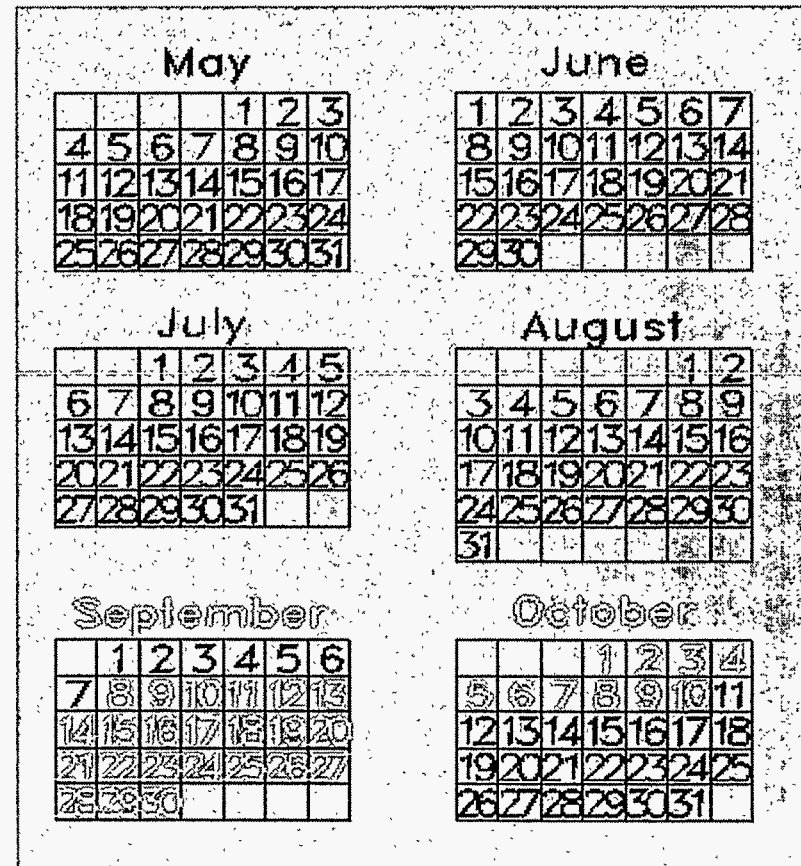 May
1 2 3
4 5 6 7 8 9 10
11 12 13 14 15 16 17
18 19 20 21 22 23 24
25 26 27 28 29 30 31
June
1 2 3 4 5 6 7
8 9 10 11 12 13 14
15 16 17 18 19 20 21
22 23 24 25 26 27 28
29 30
July
1 2 3 4 5
6 7 8 9 10 11 12
13 14 15 16 17 18 19
20 21 22 23 24 25 26
27 28 29 30 31
August
1 2
3 4 5 6 7 8 9
10 11 12 13 14 15 16
17 18 19 20 21 22 23
24 25 26 27 28 29 30
31
September
1 2 3 4 5 6
7 8 9 10 11 12 13
14 15 16 17 18 19 20
21 22 23 24 25 26 27
28 29 30
October
1 2 3 4
5 6 7 8 9 10 11
12 13 14 15 16 17 18
19 20 21 22 23 24 25
26 27 28 29 30 31